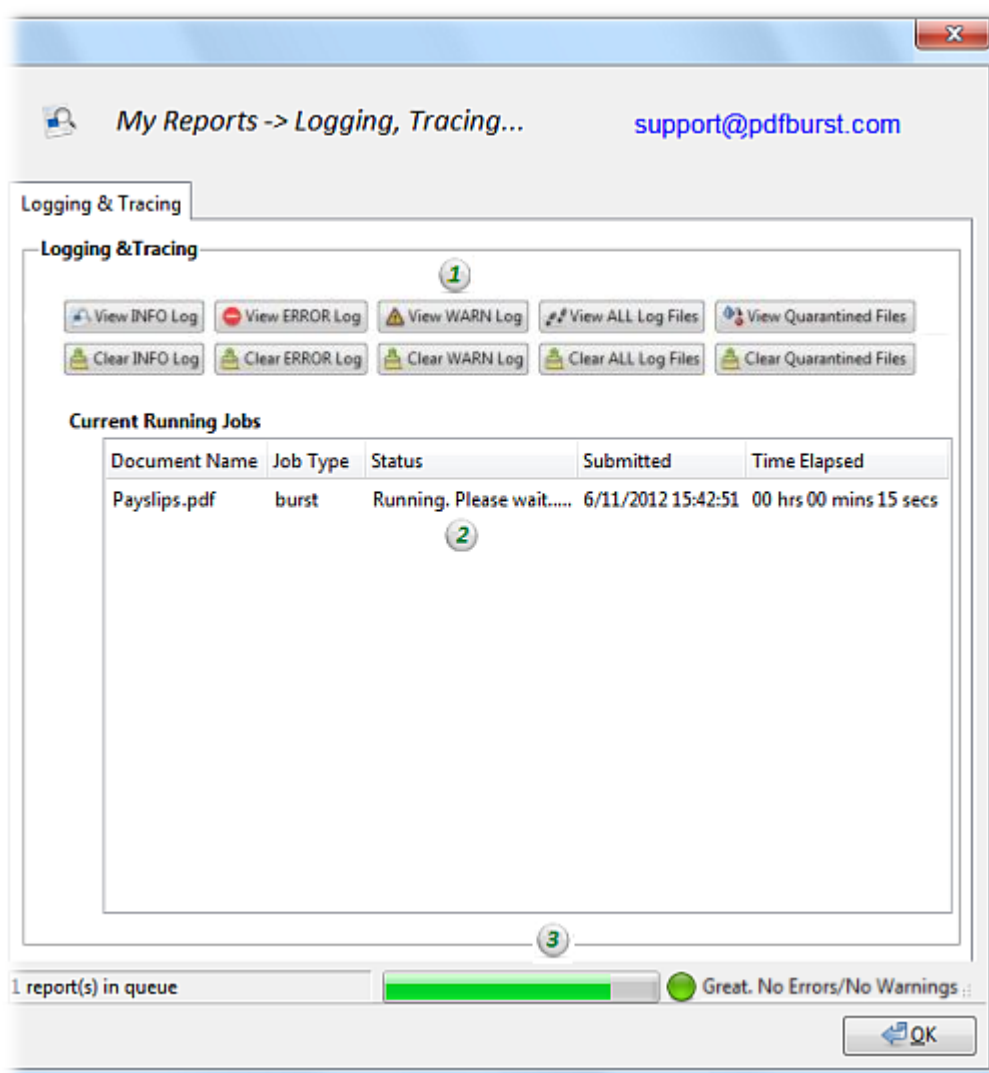 X
My Reports -> Logging, Tracing... support@pdfburst.com
Logging & Tracing
Logging &Tracing
1
View INFO Log View ERROR Log View WARN Log View ALL Log Files View Quarantined Files
Clear INFO Log Clear ERROR Log Clear WARN Log Clear ALL Log Files Clear Quarantined Files
Current Running Jobs
Document Name Job Type Status Submitted Time Elapsed
Payslips.pdf burst Running. Please wait..... 6/11/2012 15:42:51 00 hrs 00 mins 15 secs
2
3
1 report(s) in queue Great. No Errors/No Warnings
OK